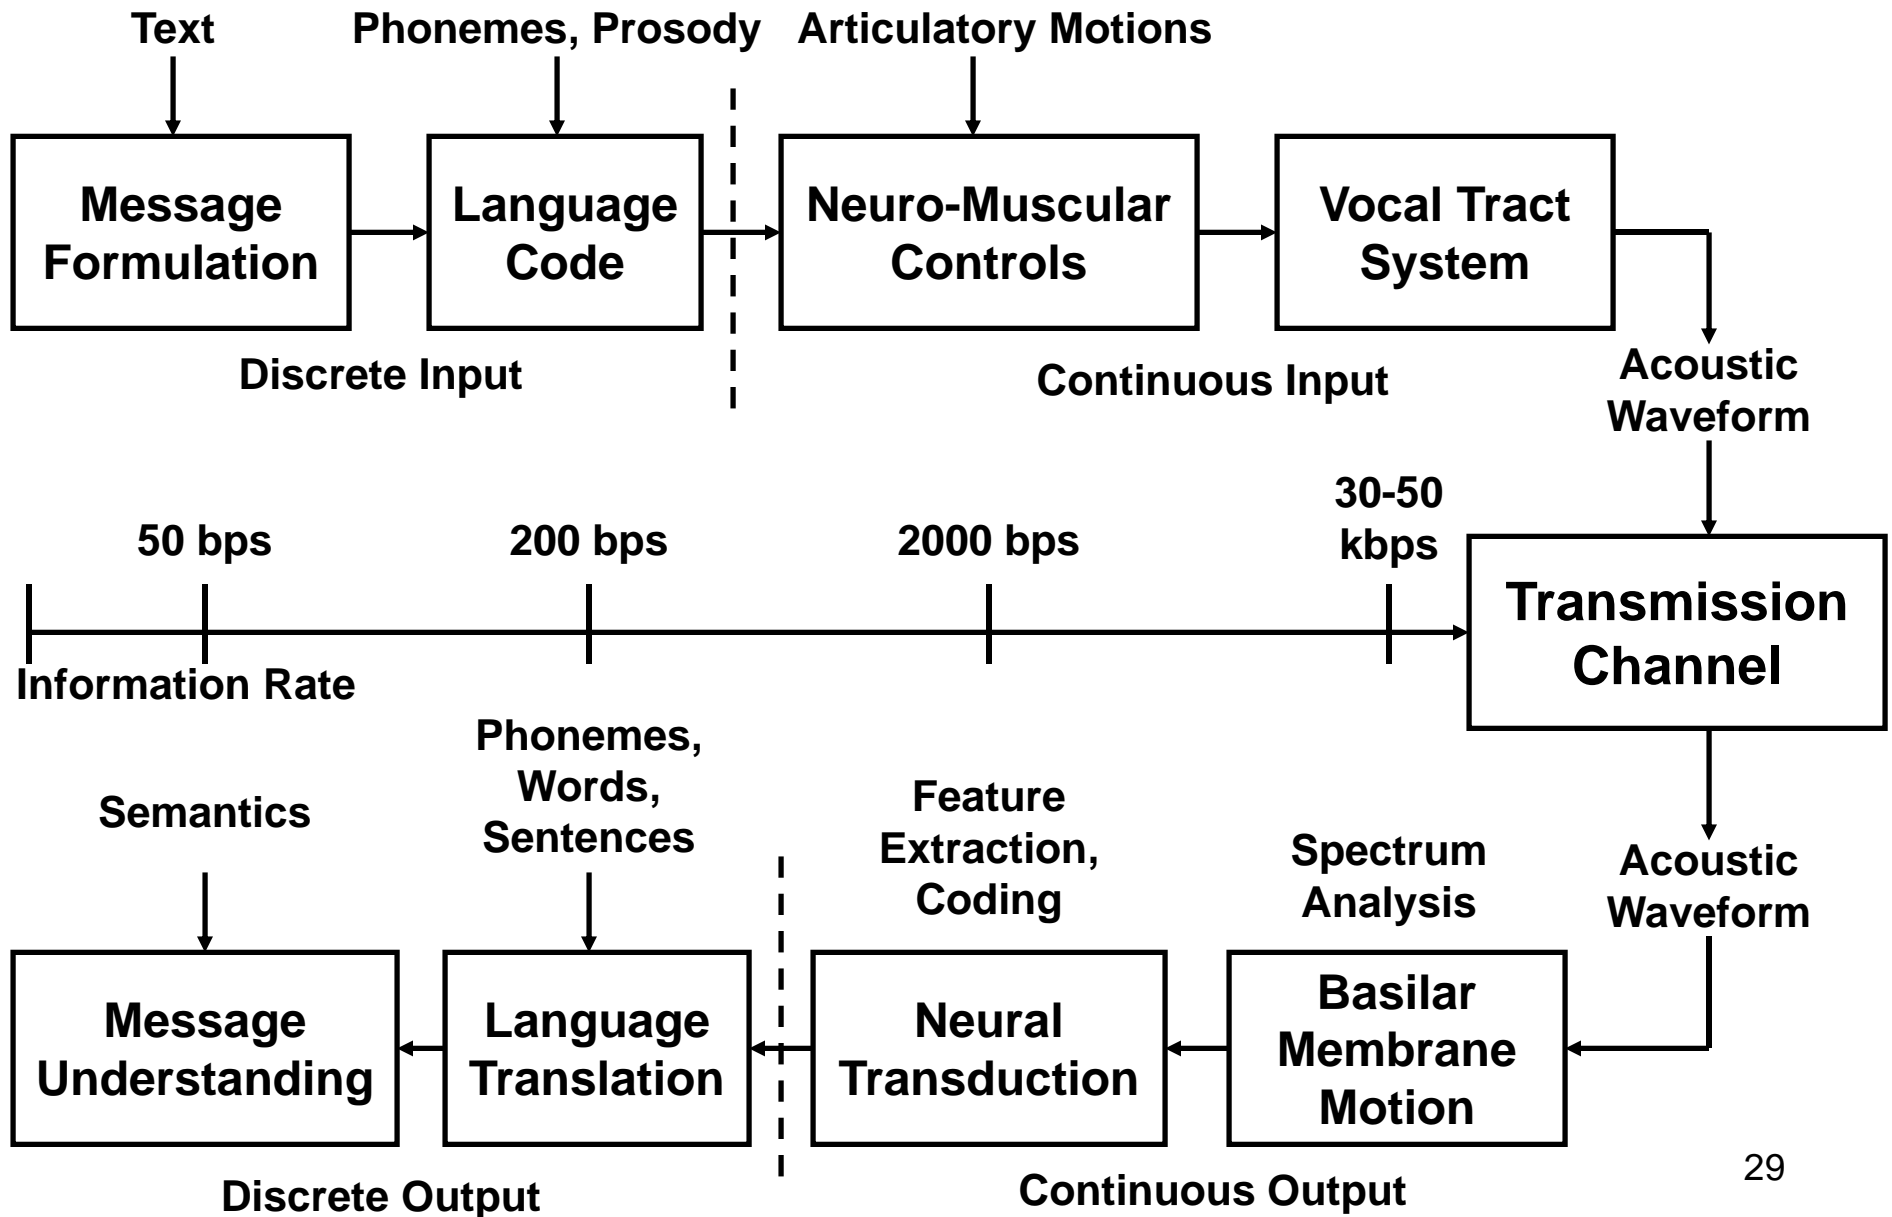 Text
Phonemes, Prosody
Articulatory Motions
Message
Formulation
Language
Code
Neuro-Muscular
Controls
Vocal Tract
System
Discrete Input
Continuous Input
Acoustic
Waveform
50 bps
200 bps
2000 bps
30-50
kbps
Information Rate
Transmission
Channel
Semantics
Phonemes,
Words,
Sentences
Feature
Extraction,
Coding
Spectrum
Analysis
Acoustic
Waveform
Message
Understanding
Language
Translation
Neural
Transduction
Basilar
Membrane
Motion
Discrete Output
Continuous Output
29